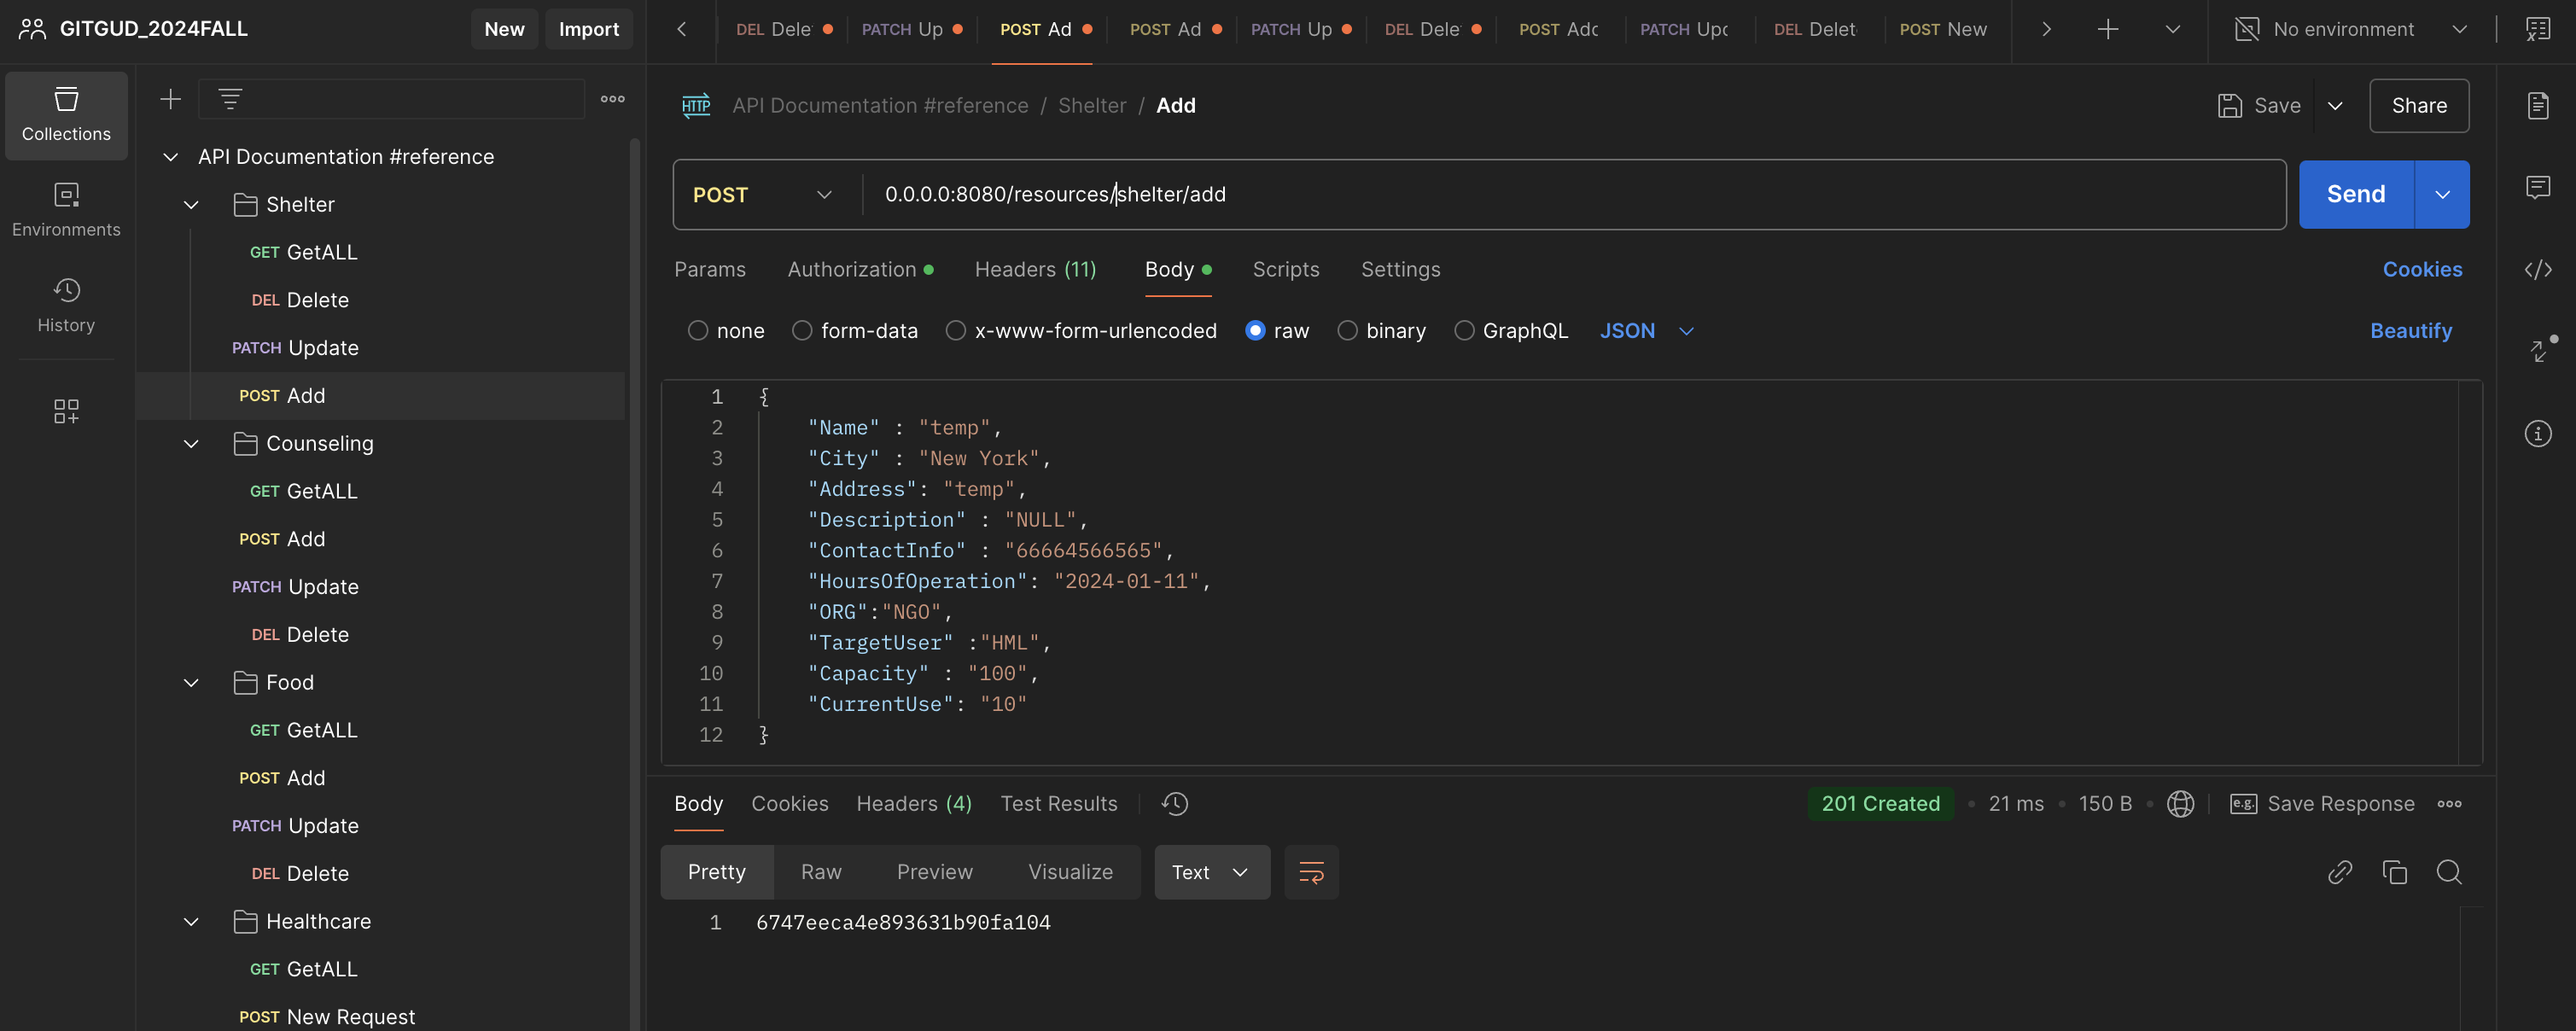 GITGUD_2024FALL
New
Import
DEL Dele
PATCH Up
POST Ad
POST Ad
PATCH Up
DEL Dele
POST Adc
PATCH Upc
DEL Delet
POST New
No environment
Collections
Environments
History
API Documentation #reference
Shelter
GET GetALL
DEL Delete
PATCH Update
POST Add
Counseling
GET GetALL
POST Add
PATCH Update
DEL Delete
Food
GET GetALL
POST Add
PATCH Update
DEL Delete
Healthcare
GET GetALL
POST New Request
HTTP API Documentation #reference / Shelter / Add
Save
Share
POST
0.0.0.0:8080/resources/shelter/add
Send
Params Authorization Headers (11) Body Scripts Settings
Cookies
none form-data x-www-form-urlencoded raw binary GraphQL JSON
Beautify
1 {
2 "Name" : "temp",
3 "City" : "New York",
4 "Address": "temp",
5 "Description" : "NULL",
6 "ContactInfo" : "66664566565",
7 "HoursOfOperation": "2024-01-11",
8 "ORG":"NGO",
9 "TargetUser" :"HML",
10 "Capacity" : "100",
11 "CurrentUse": "10"
12 }
Body Cookies Headers (4) Test Results
201 Created • 21 ms • 150 B •
e.g. Save Response
Pretty Raw Preview Visualize Text
1 6747eeca4e893631b90fa104